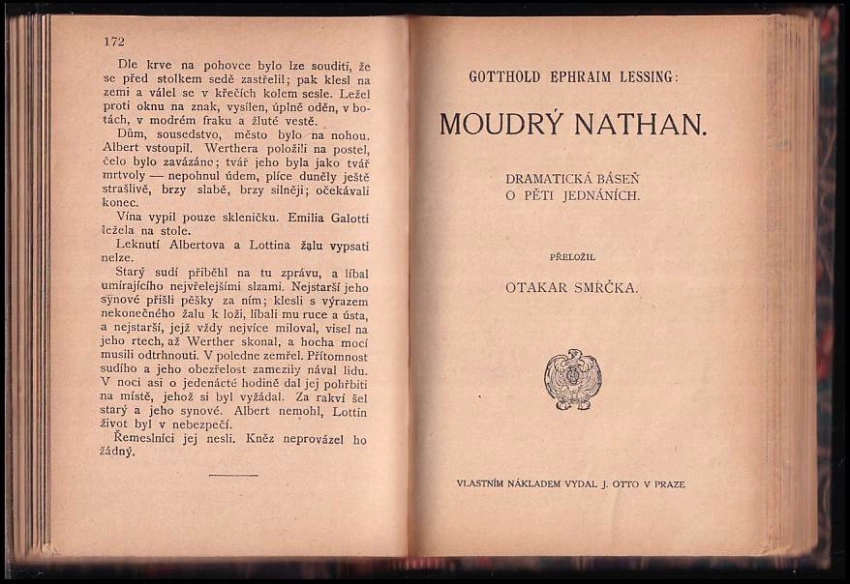 172
Dle krve na pohovce bylo lze souditi, že
se před stolkem sedě zastřelil; pak klesl na
zemi a válel se v křečích kolem sesle. Ležel
proti oknu na znak, vysílen, úplně oděn, v bo-
tách, v modrém fraku a žluté vestě.
Dům, sousedstvo, město bylo na nohou.
Albert vstoupil. Werthera položili na postel,
čelo bylo zavázáno; tvář jeho byla jako tvář
mrtvoly — nepohnul údem, plíce duněly ještě
strašlivě, brzy slabě, brzy silněji; očekávali
konec.
Vína vypil pouze skleničku. Emilia Galotti
ležela na stole.
Leknutí Albertova a Lottina žalu vypsati
nelze.
Starý sudí přiběhl na tu zprávu, a líbal
umírajícího nejvřelejšími slzami. Nejstarší jeho
synové přišli pěšky za ním; klesli s výrazem
nekonečného žalu k loži, líbali mu ruce a ústa,
a nejstarší, jejž vždy nejvíce miloval, visel na
jeho rtech, až Werther skonal, a hocha mocí
musili odtrhnouti. V poledne zemřel. Přítomnost
sudího a jeho obezřelost zamezily nával lidu.
V noci asi o jedenácté hodině dal jej pohřbiti
na místě, jehož si byl vyžádal. Za rakví šel
starý a jeho synové. Albert nemohl, Lottin
život byl v nebezpečí.
Řemeslníci jej nesli. Kněz neprovázel ho
žádný.
GOTTHOLD EPHRAIM LESSING:
MOUDRÝ NATHAN.
DRAMATICKÁ BÁSEŇ
O PĚTI JEDNÁNÍCH.
PŘELOŽIL
OTAKAR SMRČKA.
VLASTNÍM NÁKLADEM VYDAL J. OTTO V PRAZE